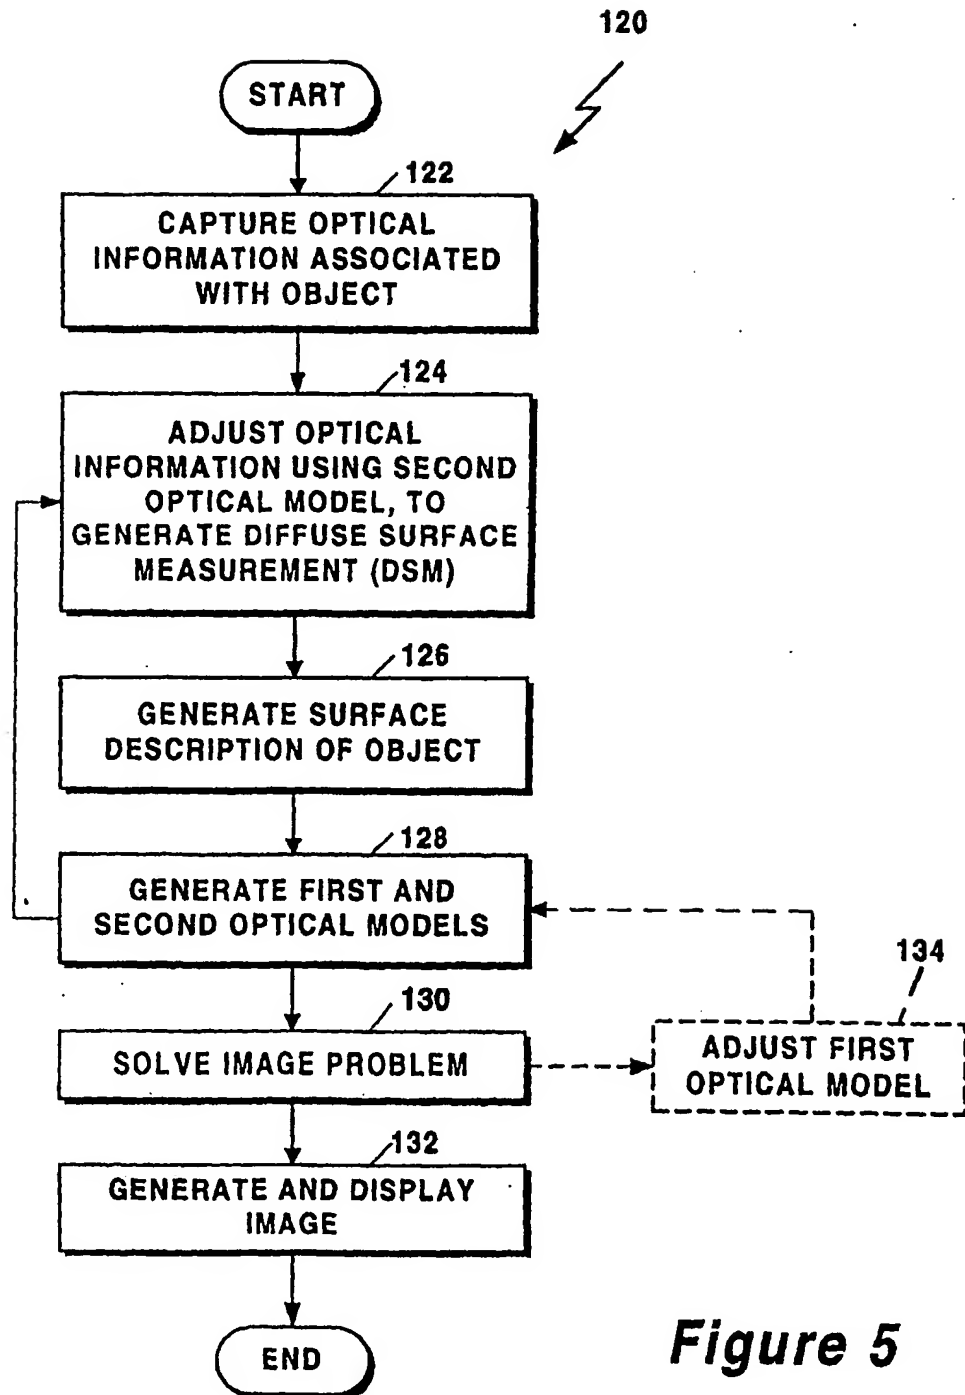 120
START
122
CAPTURE OPTICAL
INFORMATION ASSOCIATED
WITH OBJECT
124
ADJUST OPTICAL
INFORMATION USING SECOND
OPTICAL MODEL, TO
GENERATE DIFFUSE SURFACE
MEASUREMENT (DSM)
126
GENERATE SURFACE
DESCRIPTION OF OBJECT
128
GENERATE FIRST AND
SECOND OPTICAL MODELS
130
SOLVE IMAGE PROBLEM
134
ADJUST FIRST
OPTICAL MODEL
132
GENERATE AND DISPLAY
IMAGE
END
Figure 5